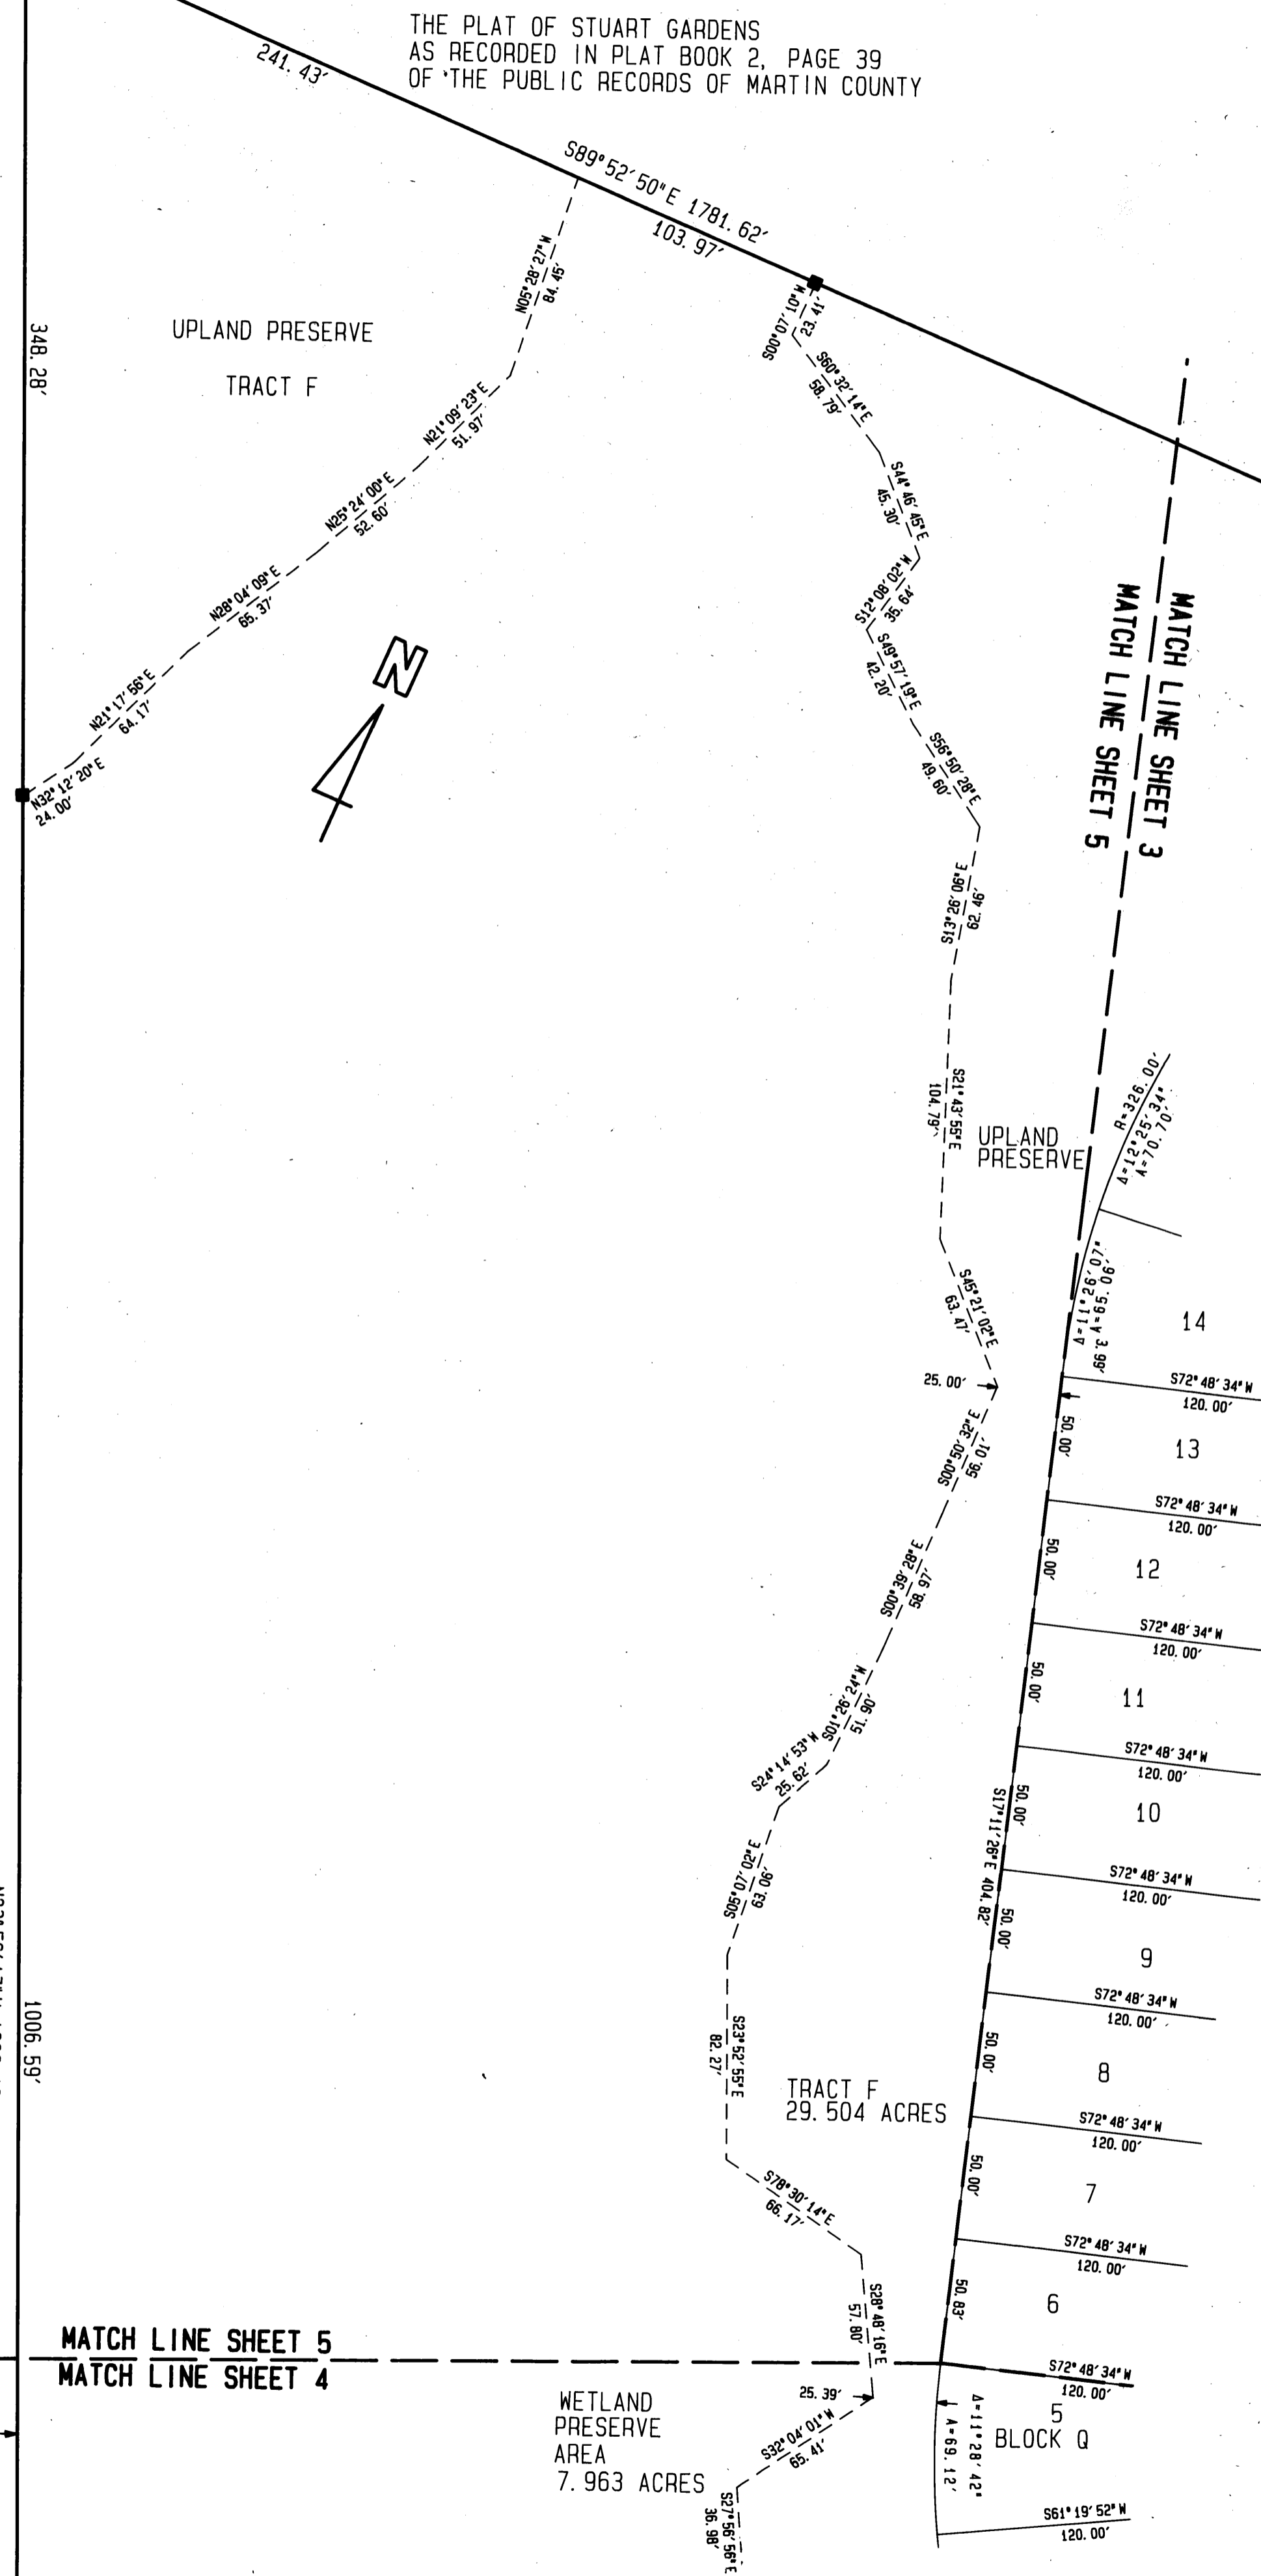 THE PLAT OF STUART GARDENS
AS RECORDED IN PLAT BOOK 2, PAGE 39
OF THE PUBLIC RECORDS OF MARTIN COUNTY
241.43'
S89°52'50"E 1781.62'
103.97'
N05°28'27"W
84.45'
S00°07'10"W
23.41'
UPLAND PRESERVE
TRACT F
348.28'
S60°32'14"E
58.79'
N21°09'23"E
51.97'
S44°46'45"E
45.30'
N25°24'00"E
52.60'
N28°04'09"E
65.37'
S12°08'02"W
35.64'
N
S49°57'19"E
42.20'
MATCH LINE SHEET 3
MATCH LINE SHEET 5
N21°17'56"E
64.17'
N32°12'20"E
24.00'
S56°50'28"E
49.60'
S13°26'06"E
62.46'
S21°43'55"E
104.79'
UPLAND
PRESERVE
R=326.00'
Δ=12°25'34"
A=70.70'
S45°21'02"E
63.47'
Δ=11°26'07"
A=65.06'
3.99'
14
25.00'
S72°48'34"W
120.00'
S00°50'32"E
56.01'
50.00'
13
S72°48'34"W
120.00'
S00°39'28"E
58.97'
50.00'
12
S72°48'34"W
120.00'
S01°26'24"W
51.90'
50.00'
11
S24°14'53"W
25.62'
S72°48'34"W
120.00'
50.00'
10
S17°11'26"E 404.82'
S05°07'02"E
63.06'
S72°48'34"W
120.00'
50.00'
9
1006.59'
S72°48'34"W
120.00'
S23°52'55"E
82.27'
50.00'
8
TRACT F
29.504 ACRES
S72°48'34"W
120.00'
S78°30'14"E
66.17'
50.00'
7
S72°48'34"W
120.00'
S28°48'16"E
57.80'
50.83'
6
MATCH LINE SHEET 5
MATCH LINE SHEET 4
S72°48'34"W
120.00'
25.39'
5
BLOCK Q
Δ=11°28'42"
A=69.12'
WETLAND
PRESERVE
AREA
7.963 ACRES
S32°04'01"W
65.41'
S27°56'56"E
36.98'
S61°19'52"W
120.00'